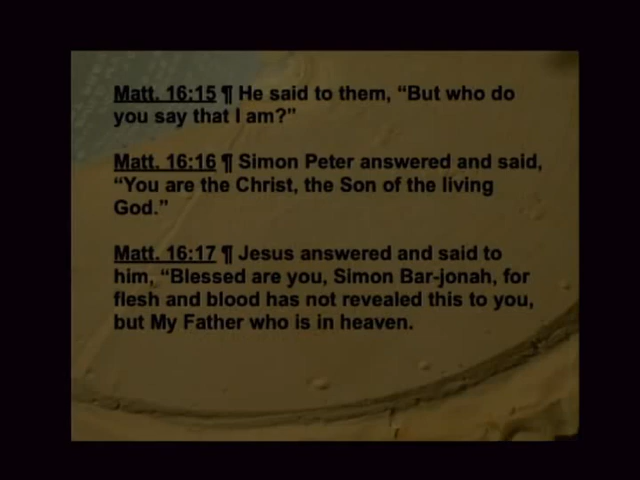 Matt. 16:15 ¶ He said to them, “But who do
you say that I am?”
Matt. 16:16 ¶ Simon Peter answered and said,
“You are the Christ, the Son of the living
God.”
Matt. 16:17 ¶ Jesus answered and said to
him, “Blessed are you, Simon Bar-jonah, for
flesh and blood has not revealed this to you,
but My Father who is in heaven.